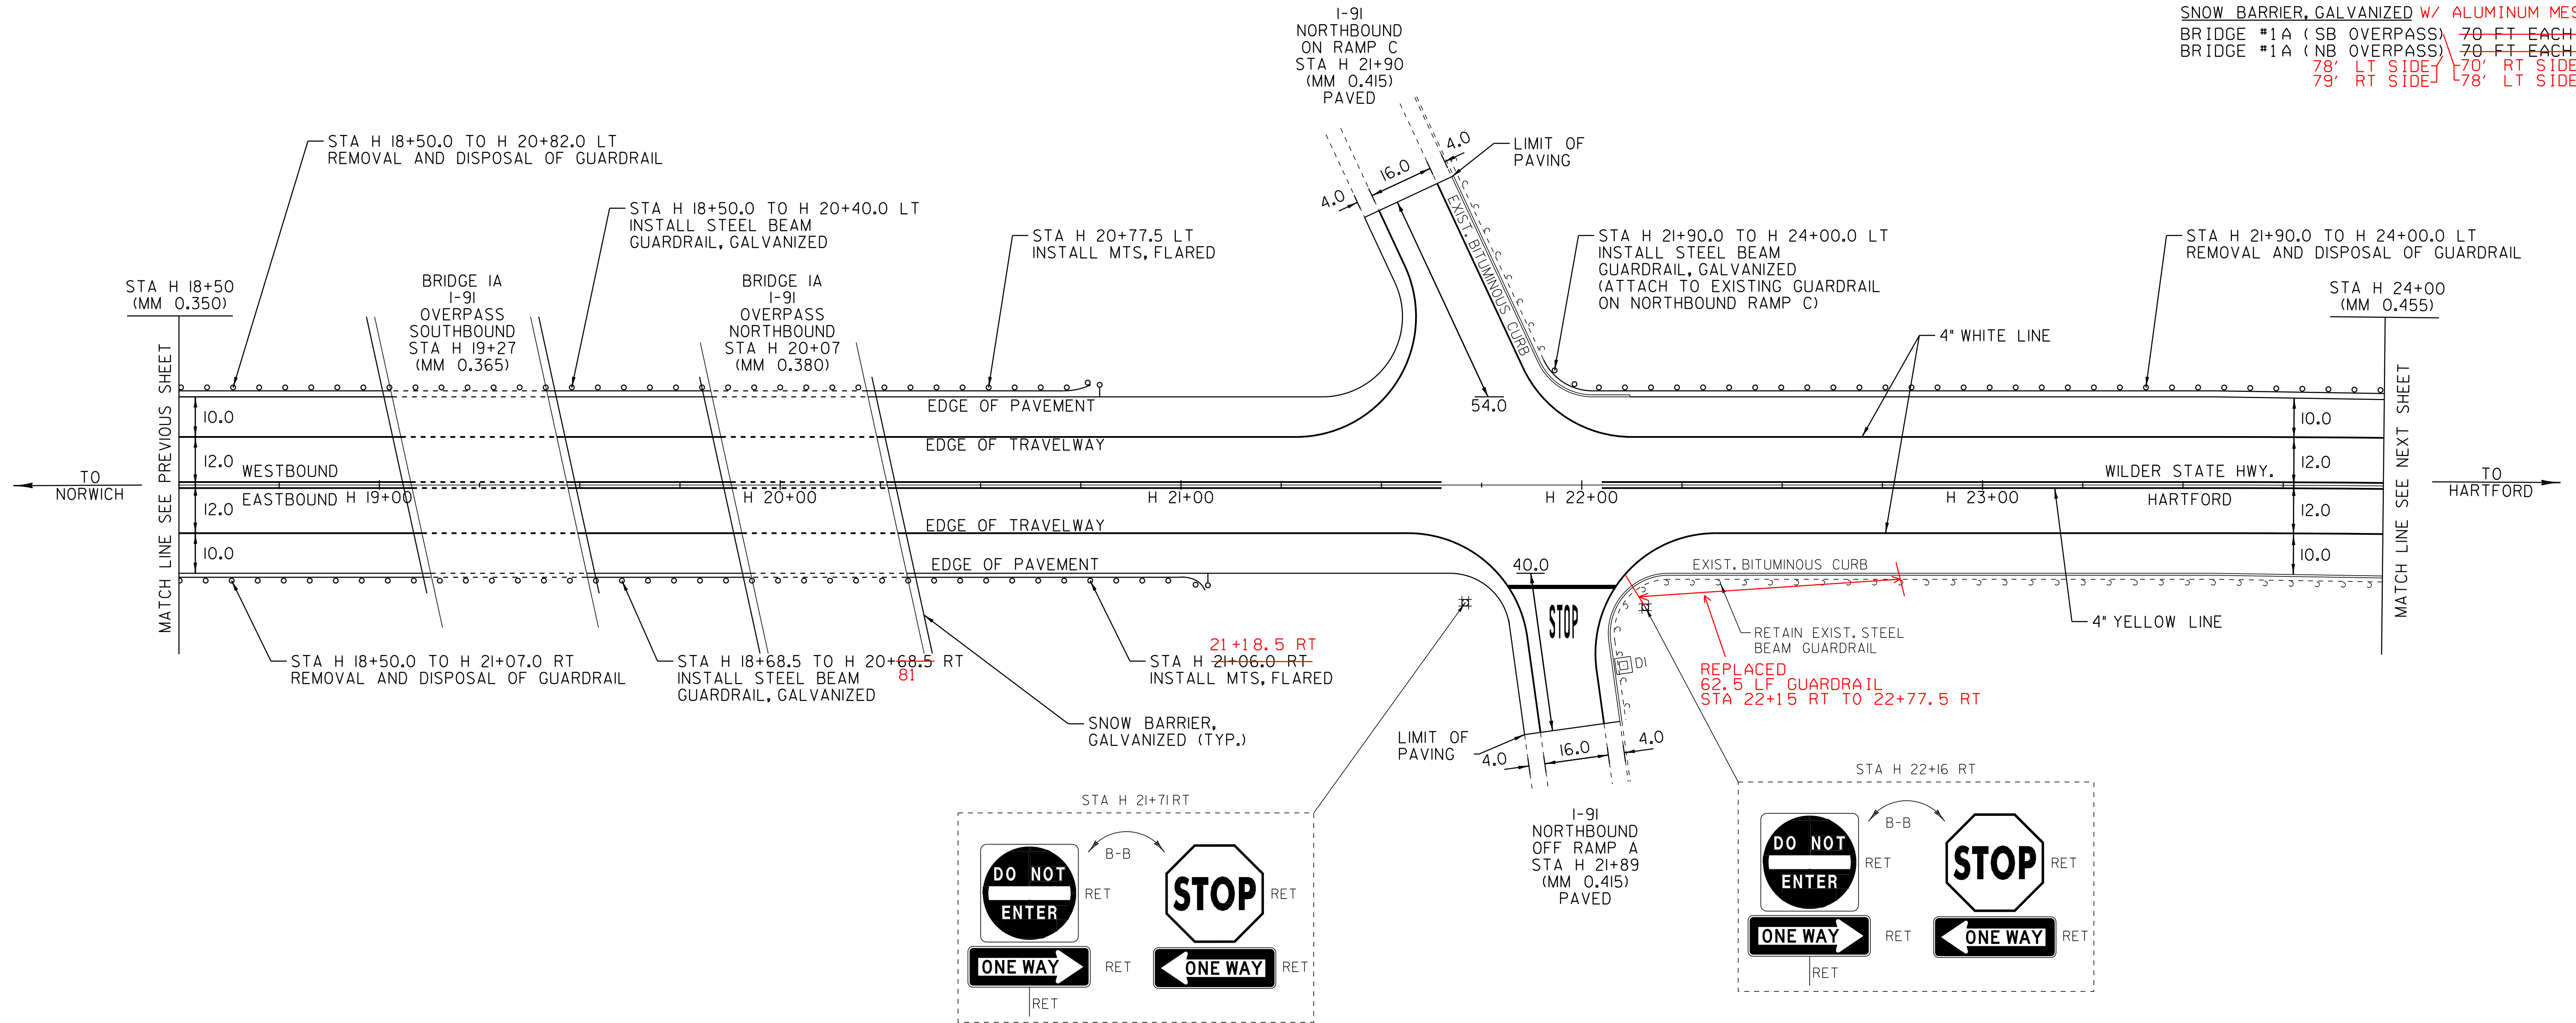 SNOW BARRIER, GALVANIZED W/ ALUMINUM MES
BRIDGE #1A (SB OVERPASS) 70 FT EACH
BRIDGE #1A (NB OVERPASS) 70 FT EACH
78' LT SIDE 70' RT SIDE
79' RT SIDE 78' LT SIDE
I-91
NORTHBOUND
ON RAMP C
STA H 21+90
(MM 0.415)
PAVED
STA H 18+50.0 TO H 20+82.0 LT
REMOVAL AND DISPOSAL OF GUARDRAIL
STA H 18+50.0 TO H 20+40.0 LT
INSTALL STEEL BEAM
GUARDRAIL, GALVANIZED
STA H 20+77.5 LT
INSTALL MTS, FLARED
4.0
16.0
4.0
LIMIT OF
PAVING
EXIST. BITUMINOUS CURB
54.0
STA H 21+90.0 TO H 24+00.0 LT
INSTALL STEEL BEAM
GUARDRAIL, GALVANIZED
(ATTACH TO EXISTING GUARDRAIL
ON NORTHBOUND RAMP C)
STA H 21+90.0 TO H 24+00.0 LT
REMOVAL AND DISPOSAL OF GUARDRAIL
STA H 18+50
(MM 0.350)
BRIDGE 1A
I-91
OVERPASS
SOUTHBOUND
STA H 19+27
(MM 0.365)
BRIDGE 1A
I-91
OVERPASS
NORTHBOUND
STA H 20+07
(MM 0.380)
STA H 24+00
(MM 0.455)
4" WHITE LINE
MATCH LINE SEE PREVIOUS SHEET
MATCH LINE SEE NEXT SHEET
10.0
12.0
12.0
10.0
EDGE OF PAVEMENT
EDGE OF TRAVELWAY
10.0
12.0
12.0
10.0
TO
NORWICH
WESTBOUND
EASTBOUND
H 19+00
H 20+00
H 21+00
H 22+00
H 23+00
WILDER STATE HWY.
HARTFORD
TO
HARTFORD
EDGE OF TRAVELWAY
EDGE OF PAVEMENT
40.0
EXIST. BITUMINOUS CURB
STOP
4" YELLOW LINE
RETAIN EXIST. STEEL
BEAM GUARDRAIL
DI
REPLACED
62.5 LF GUARDRAIL
STA 22+15 RT TO 22+77.5 RT
STA H 18+50.0 TO H 21+07.0 RT
REMOVAL AND DISPOSAL OF GUARDRAIL
STA H 18+68.5 TO H 20+68.5 RT
81
INSTALL STEEL BEAM
GUARDRAIL, GALVANIZED
21+18.5 RT
STA H 21+06.0 RT
INSTALL MTS, FLARED
SNOW BARRIER,
GALVANIZED (TYP.)
LIMIT OF
PAVING
4.0
16.0
4.0
I-91
NORTHBOUND
OFF RAMP A
STA H 21+89
(MM 0.415)
PAVED
STA H 21+71 RT
DO NOT
ENTER
RET
B-B
STOP
RET
ONE WAY
RET
ONE WAY
RET
RET
STA H 22+16 RT
DO NOT
ENTER
RET
B-B
STOP
RET
ONE WAY
RET
ONE WAY
RET
RET